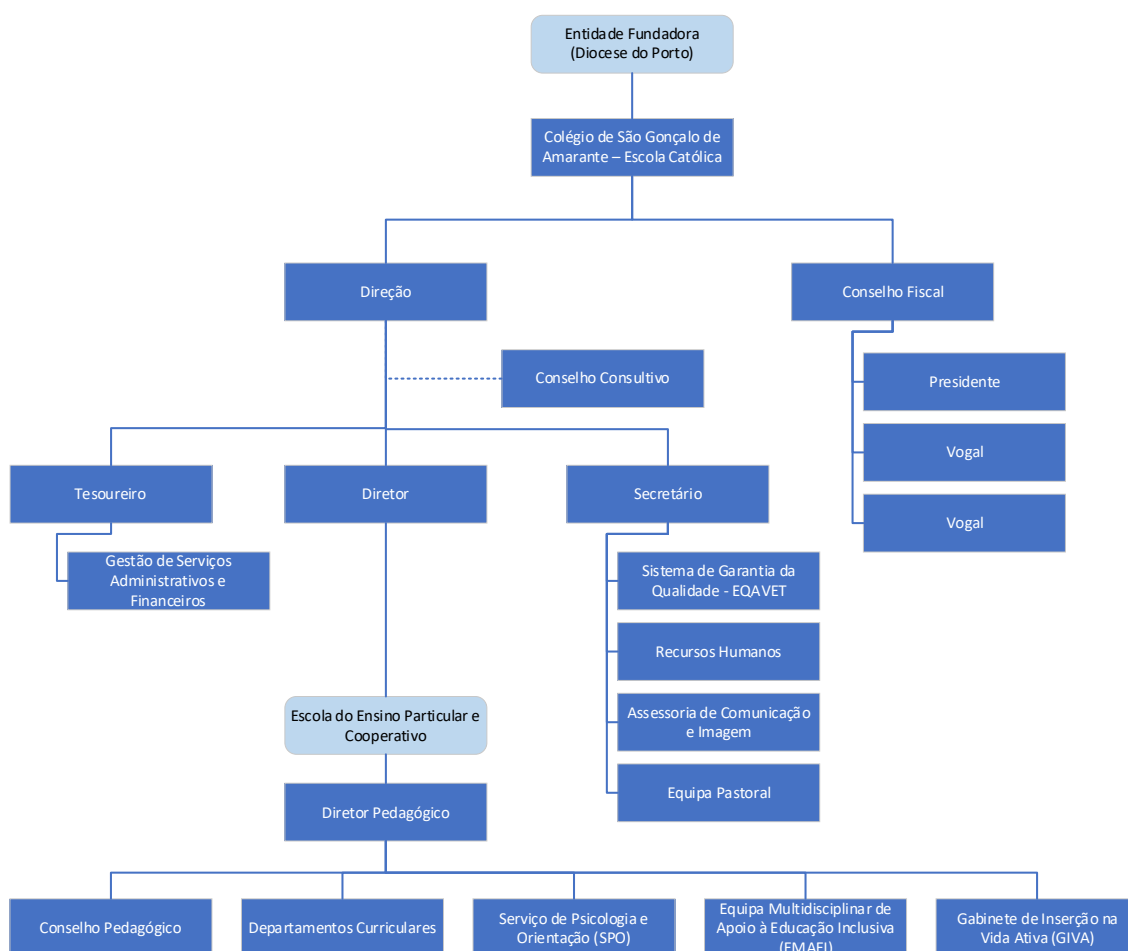 Entidade Fundadora
(Diocese do Porto)
Colégio de São Gonçalo de
Amarante – Escola Católica
Direção
Conselho Fiscal
Conselho Consultivo
Presidente
Vogal
Vogal
Tesoureiro
Diretor
Secretário
Gestão de Serviços
Administrativos e
Financeiros
Sistema de Garantia da
Qualidade - EQAVET
Recursos Humanos
Assessoria de Comunicação
e Imagem
Equipa Pastoral
Escola do Ensino Particular e
Cooperativo
Diretor Pedagógico
Conselho Pedagógico
Departamentos Curriculares
Serviço de Psicologia e
Orientação (SPO)
Equipa Multidisciplinar de
Apoio à Educação Inclusiva
(EMAEI)
Gabinete de Inserção na
Vida Ativa (GIVA)